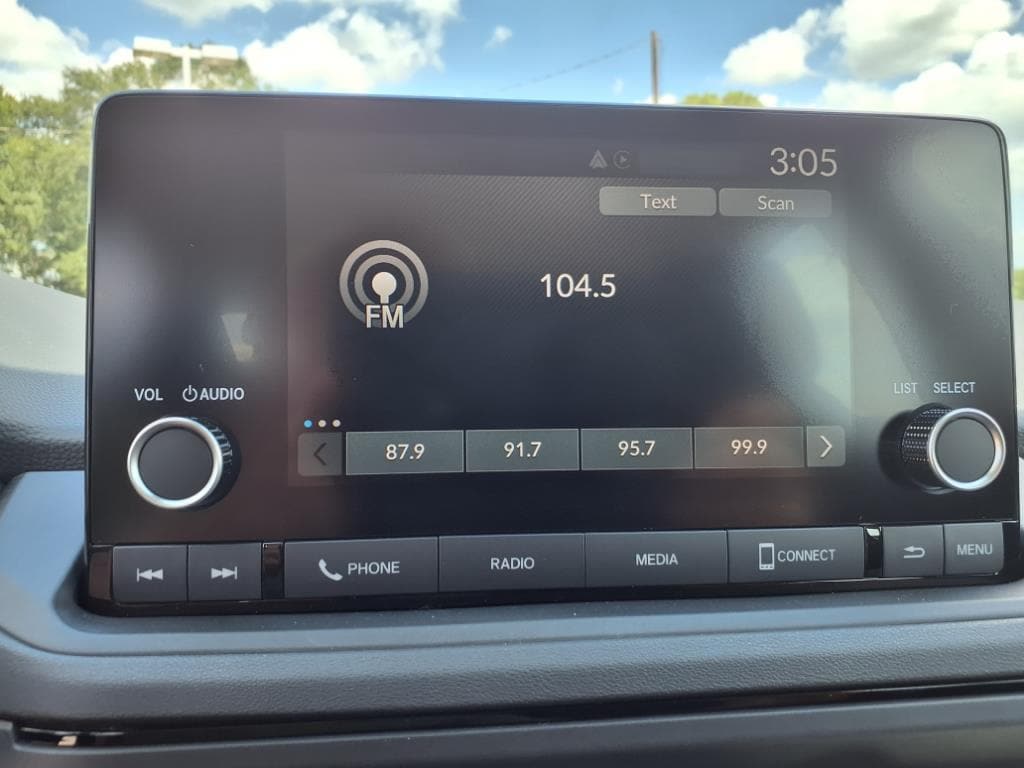 3:05
Text Scan
FM
104.5
VOL AUDIO
LIST SELECT
87.9 91.7 95.7 99.9
PHONE RADIO MEDIA CONNECT MENU